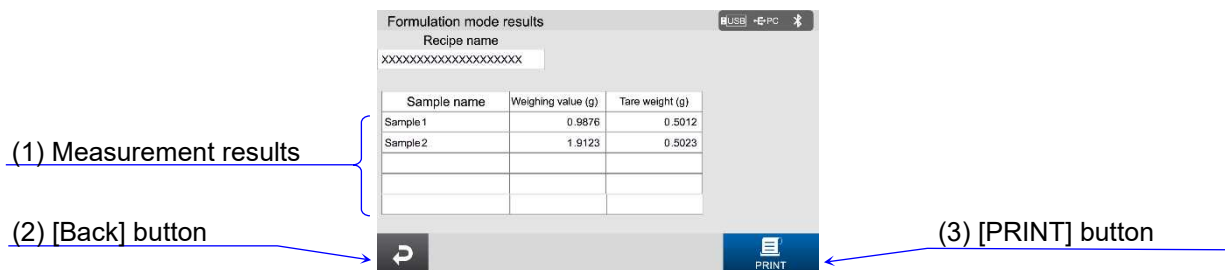 Formulation mode results
USB PC
Recipe name
XXXXXXXXXXXXXXXXXXXX
Sample name Weighing value (g) Tare weight (g)
Sample1 0.9876 0.5012
Sample2 1.9123 0.5023
(1) Measurement results
(2) [Back] button
(3) [PRINT] button
PRINT